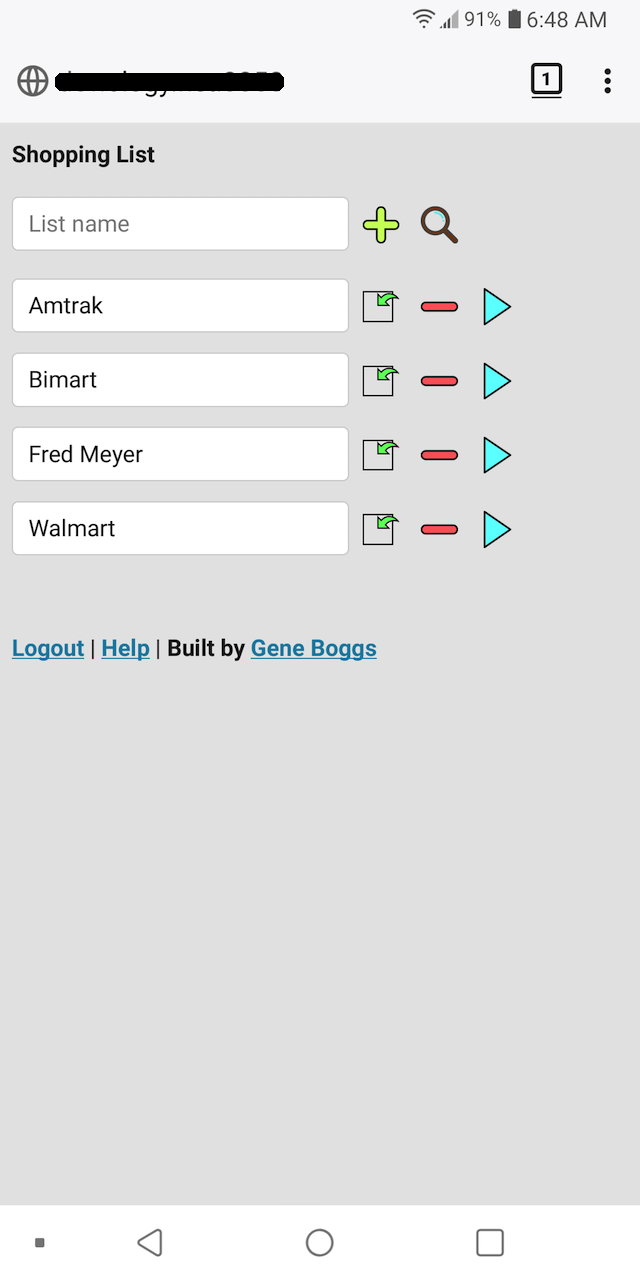 91% 6:48 AM
1
Shopping List
List name
Amtrak
Bimart
Fred Meyer
Walmart
Logout | Help | Built by Gene Boggs